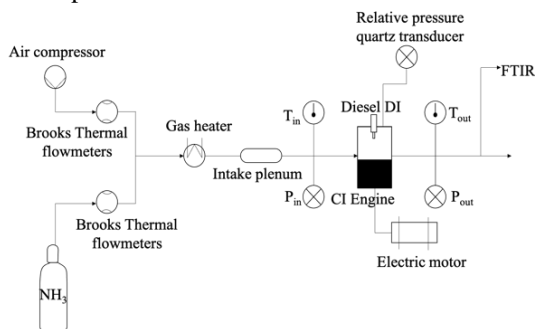 Relative pressure
quartz transducer
Air compressor
FTIR
Brooks Thermal
flowmeters
Gas heater
T_in
Diesel DI
T_out
Intake plenum
P_in
CI Engine
P_out
Brooks Thermal
flowmeters
Electric motor
NH₃